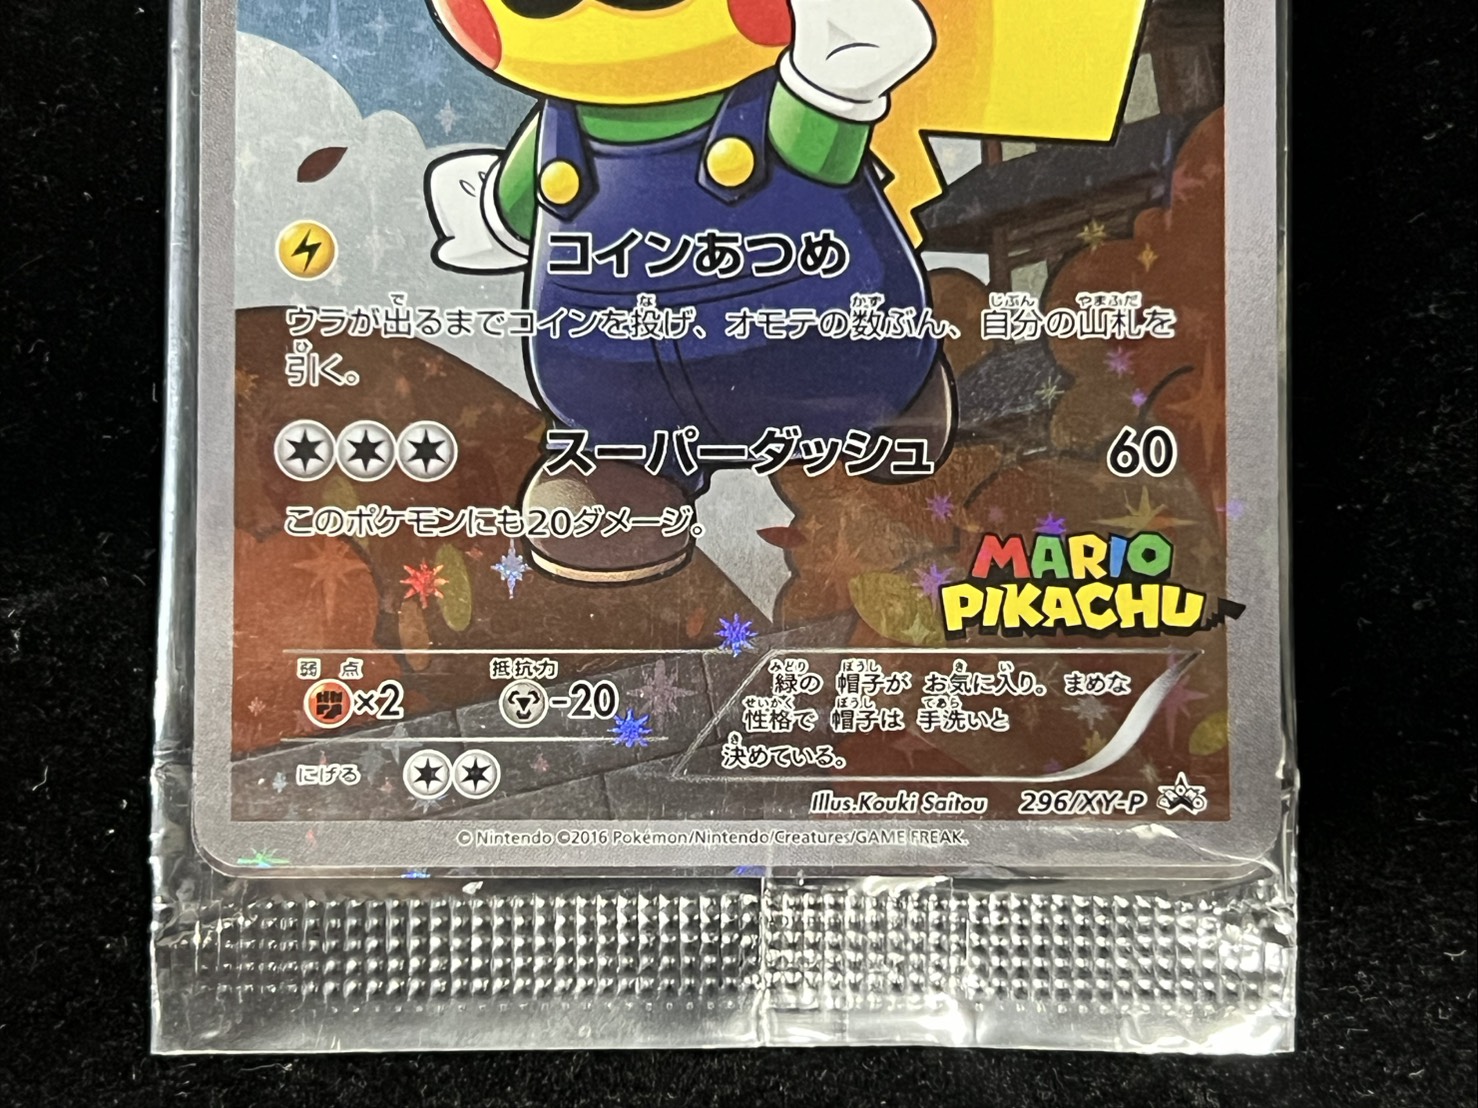 コインあつめ
ウラが出るまでコインを投げ、オモテの数ぶん、自分の山札を
引く。
スーパーダッシュ 60
このポケモンにも20ダメージ。
MARIO
PIKACHU
弱点 抵抗力
×2 -20
にげる
緑の 帽子が お気に入り。 まめな
性格で 帽子は 手洗いと
決めている。
Illus.Kouki Saitou 296/XY-P PROMO
©Nintendo ©2016 Pokémon/Nintendo/Creatures/GAME FREAK.